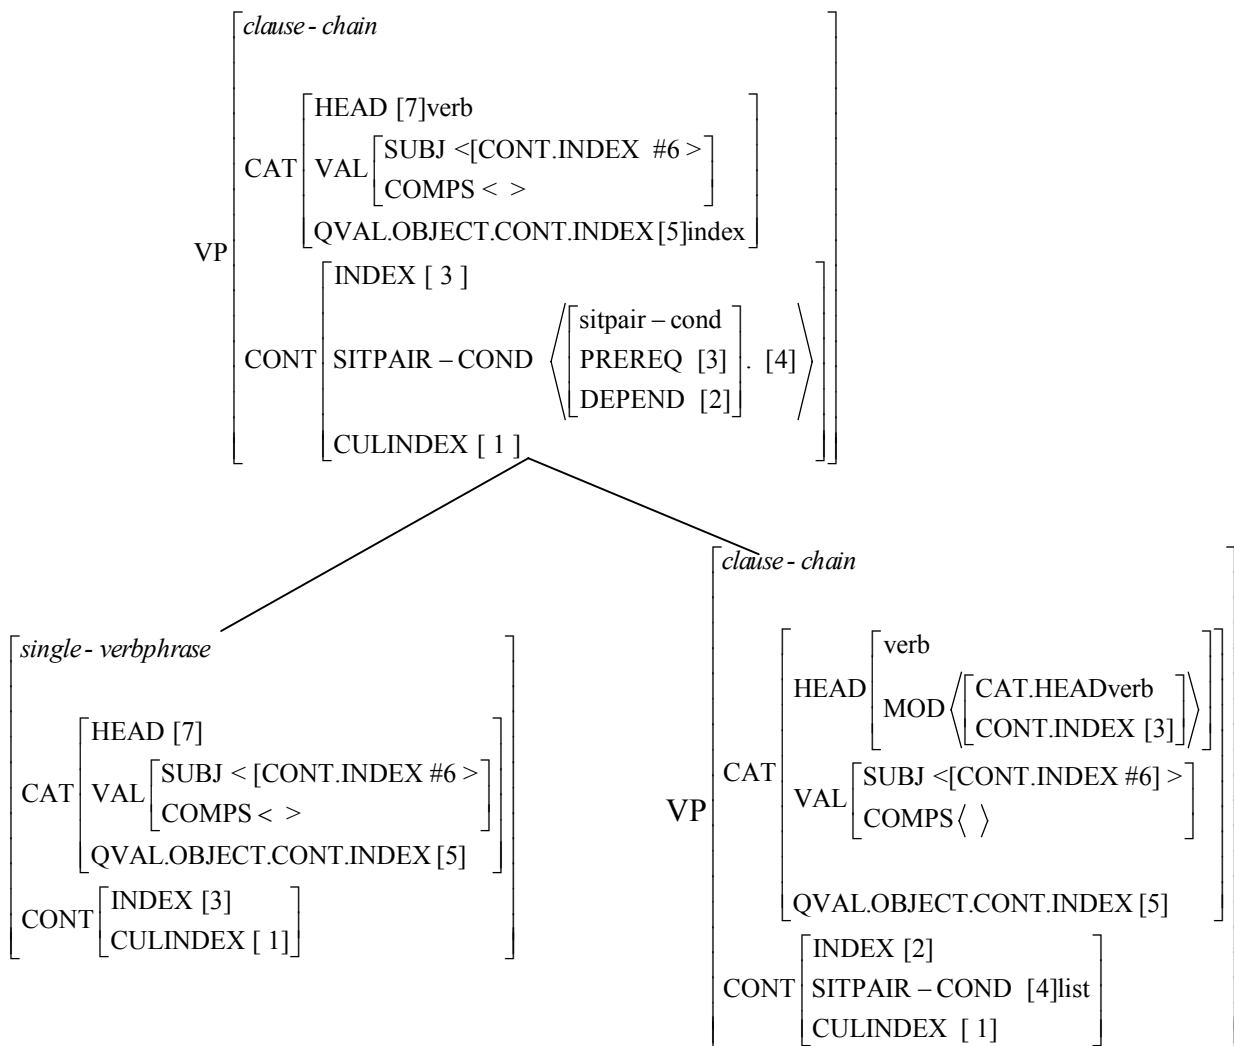 clause - chain
HEAD [7]verb
SUBJ <[CONT.INDEX #6 >
CAT VAL
COMPS < >
QVAL.OBJECT.CONT.INDEX [5]index
VP
INDEX [ 3 ]
sitpair – cond
CONT SITPAIR – COND PREREQ [3] . [4]
DEPEND [2]
CULINDEX [ 1 ]
single - verbphrase
HEAD [7]
SUBJ < [CONT.INDEX #6 >
CAT VAL
COMPS < >
QVAL.OBJECT.CONT.INDEX [5]
INDEX [3]
CONT
CULINDEX [ 1]
clause - chain
verb
HEAD
CAT.HEADverb
MOD
CONT.INDEX [3]
CAT
SUBJ <[CONT.INDEX #6] >
VP VAL
COMPS ⟨ ⟩
QVAL.OBJECT.CONT.INDEX [5]
INDEX [2]
CONT SITPAIR – COND [4]list
CULINDEX [ 1]